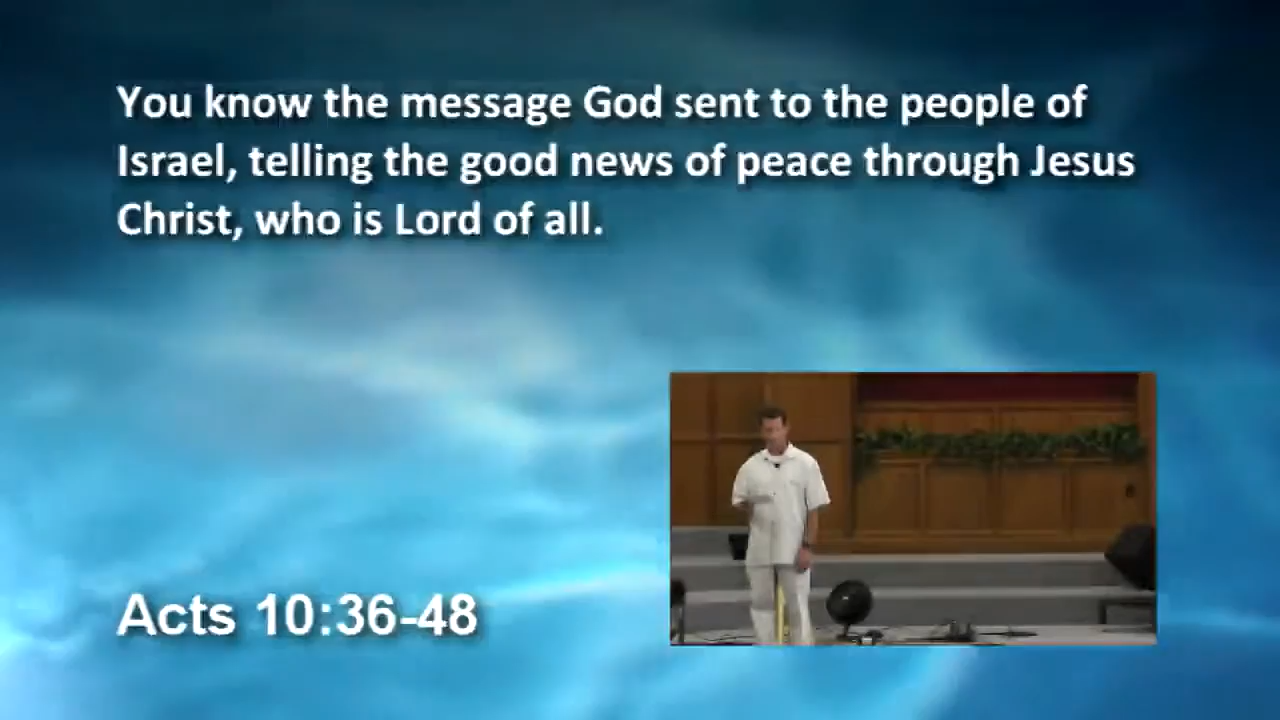 You know the message God sent to the people of
Israel, telling the good news of peace through Jesus
Christ, who is Lord of all.
Acts 10:36-48